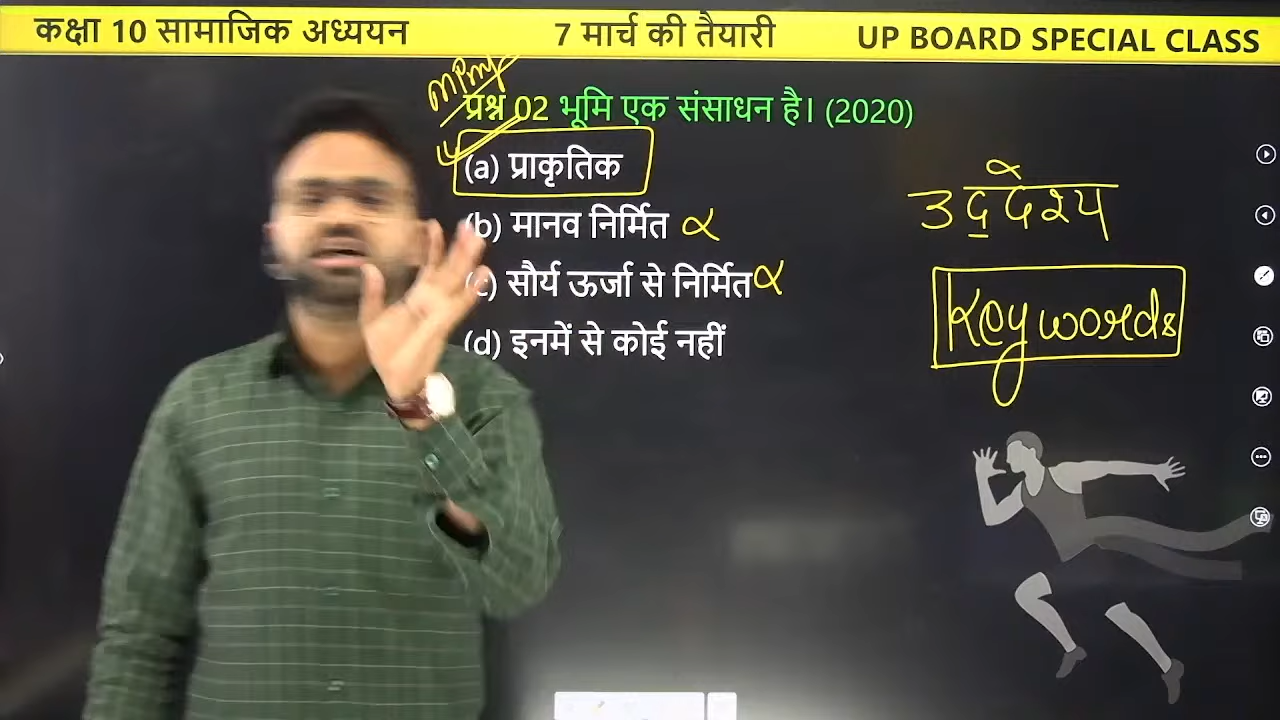 कक्षा 10 सामाजिक अध्ययन 7 मार्च की तैयारी UP BOARD SPECIAL CLASS
प्रश्न 02 भूमि एक संसाधन है। (2020)
(a) प्राकृतिक
(b) मानव निर्मित
(c) सौर्य ऊर्जा से निर्मित
(d) इनमें से कोई नहीं
उद्देश्य
Keywords